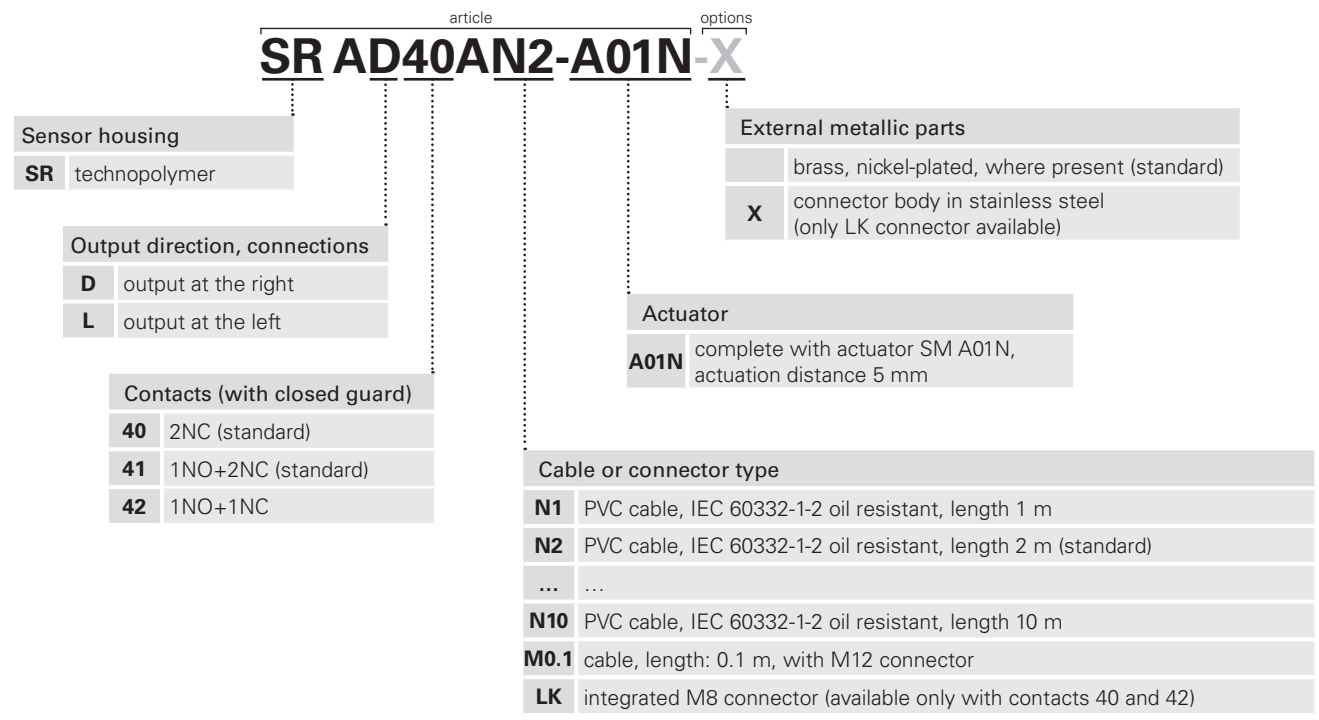 article
options
SR AD40AN2-A01N-X
Sensor housing
SR technopolymer
Output direction, connections
D output at the right
L output at the left
Contacts (with closed guard)
40 2NC (standard)
41 1NO+2NC (standard)
42 1NO+1NC
External metallic parts
brass, nickel-plated, where present (standard)
X connector body in stainless steel
(only LK connector available)
Actuator
A01N complete with actuator SM A01N,
actuation distance 5 mm
Cable or connector type
N1 PVC cable, IEC 60332-1-2 oil resistant, length 1 m
N2 PVC cable, IEC 60332-1-2 oil resistant, length 2 m (standard)
... ...
N10 PVC cable, IEC 60332-1-2 oil resistant, length 10 m
M0.1 cable, length: 0.1 m, with M12 connector
LK integrated M8 connector (available only with contacts 40 and 42)